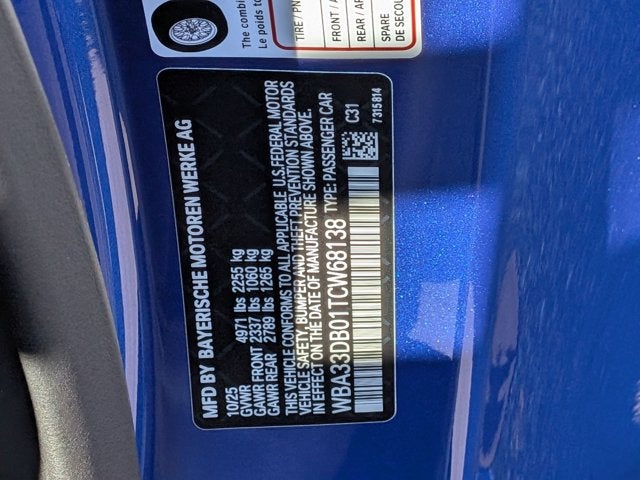 The combin
Le poids to
TIRE / PN
FRONT / A
REAR / AR
SPARE
DE SECOU
MFD BY BAYERISCHE MOTOREN WERKE AG
10/25
GVWR 4971 lbs 2255 kg
GAWR FRONT 2337 lbs 1060 kg
GAWR REAR 2789 lbs 1265 kg
THIS VEHICLE CONFORMS TO ALL APPLICABLE U.S. FEDERAL MOTOR
VEHICLE SAFETY, BUMPER AND THEFT PREVENTION STANDARDS
IN EFFECT ON THE DATE OF MANUFACTURE SHOWN ABOVE.
WBA33DB01TCW68138 TYPE: PASSENGER CAR
C31
7315814